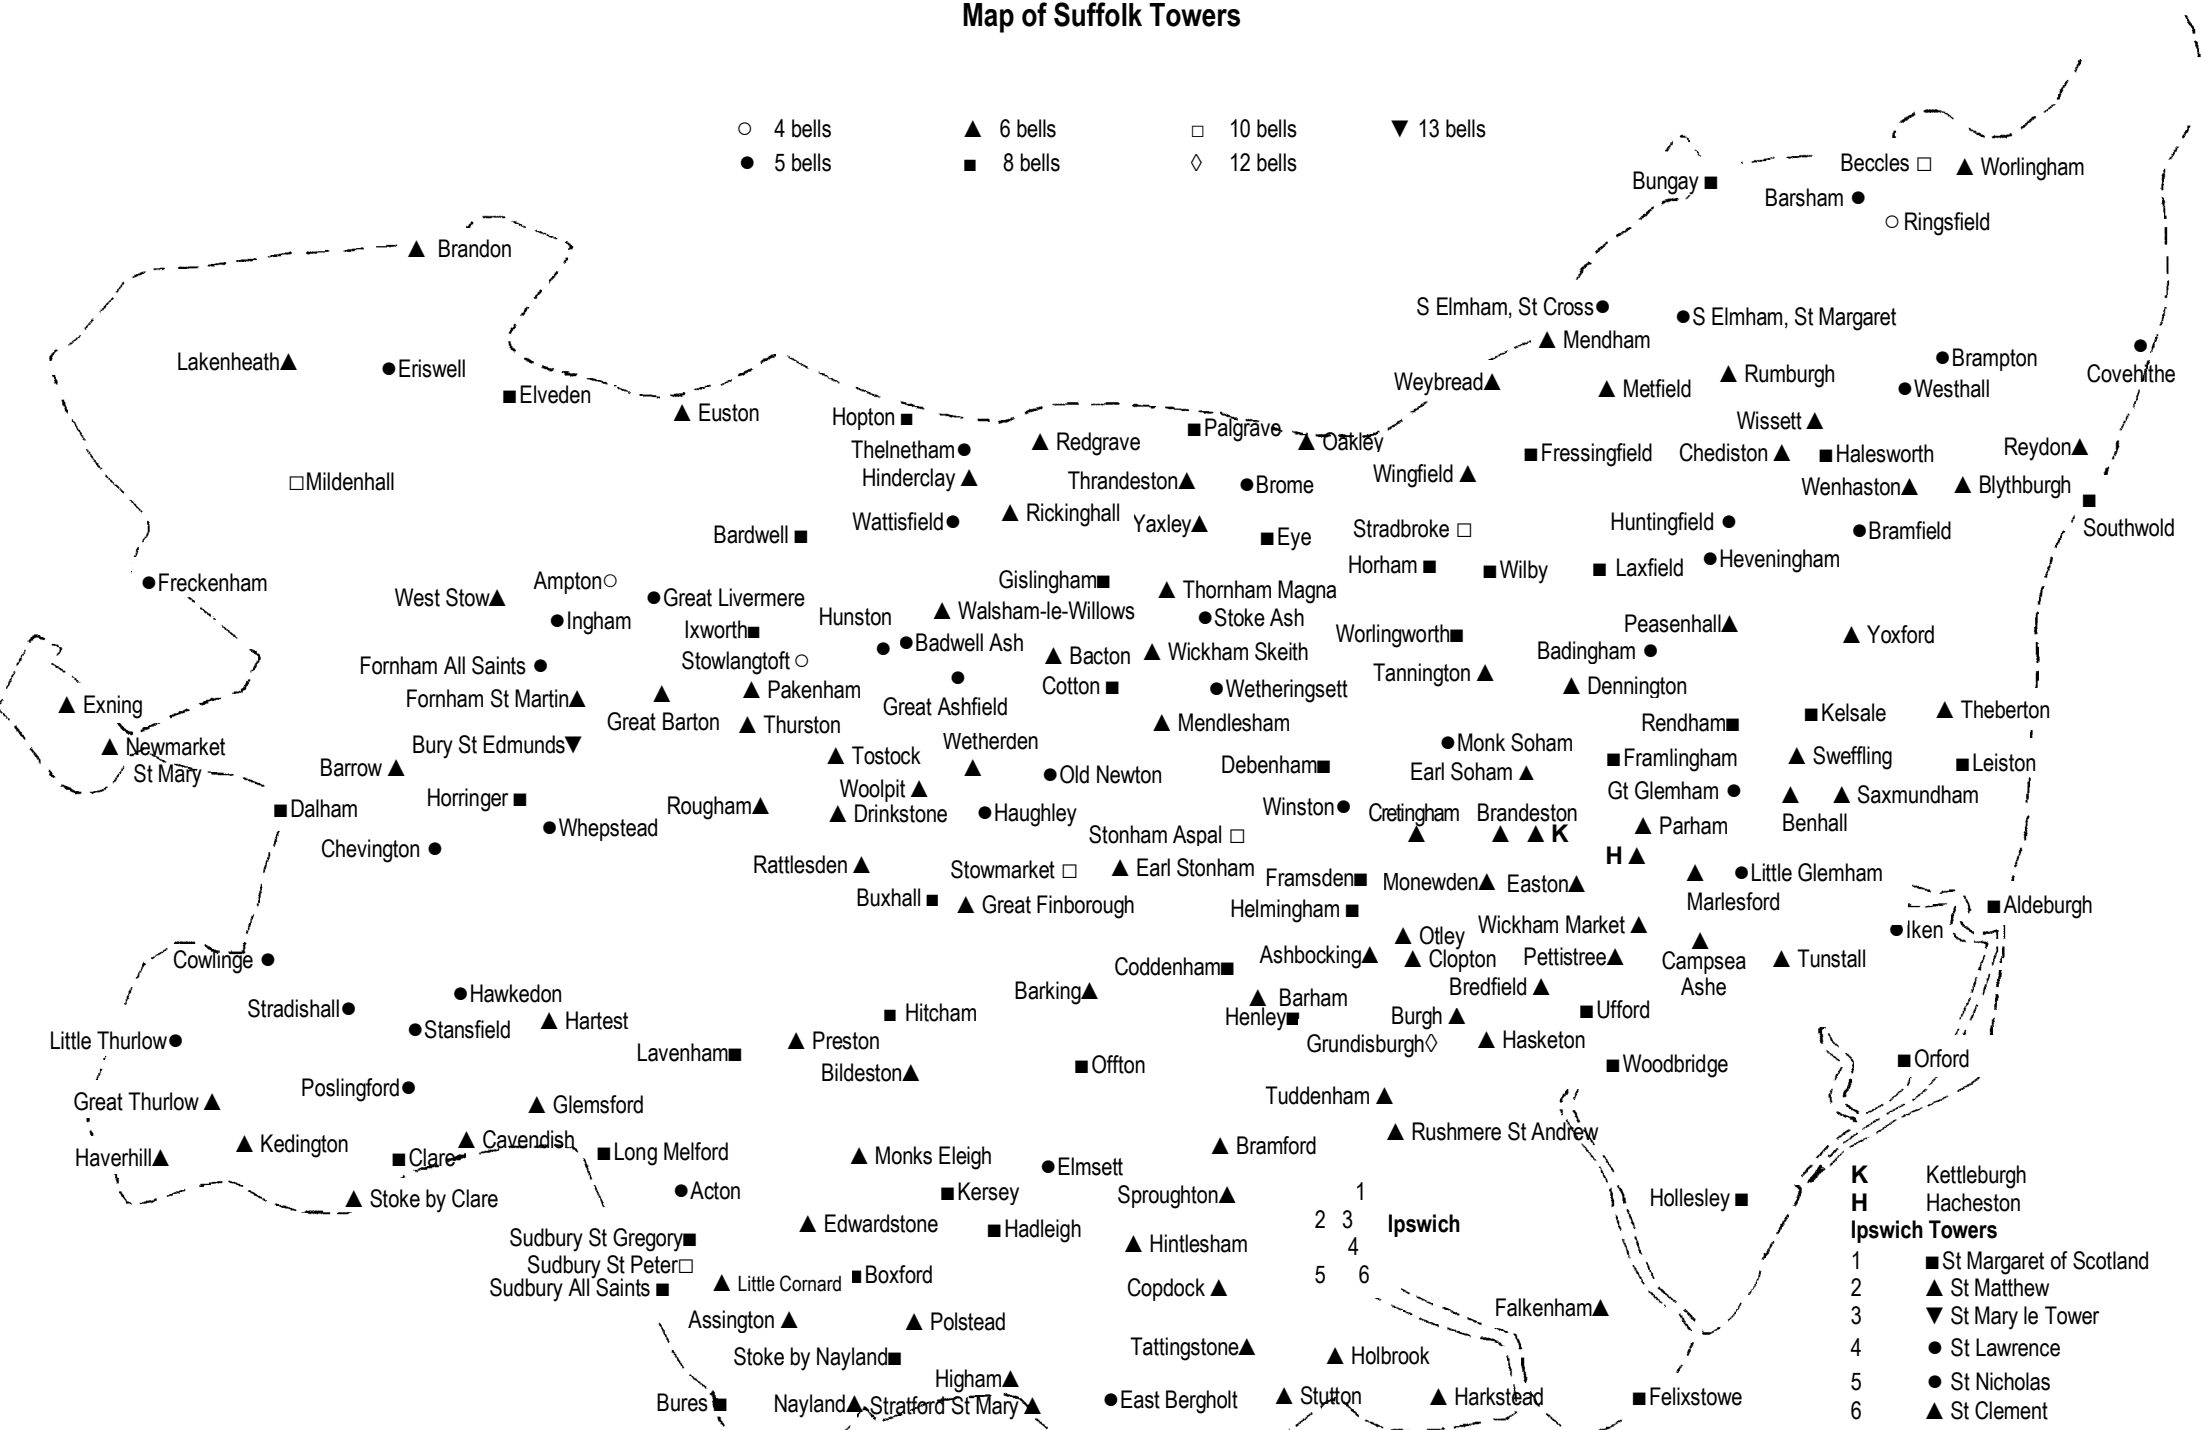 Map of Suffolk Towers
4 bells
6 bells
10 bells
13 bells
5 bells
8 bells
12 bells
Beccles
Worlingham
Bungay
Barsham
Ringsfield
Brandon
S Elmham, St Cross
S Elmham, St Margaret
Mendham
Lakenheath
Eriswell
Brampton
Covehithe
Elveden
Weybread
Metfield
Rumburgh
Westhall
Euston
Hopton
Palgrave
Oakley
Wissett
Thelnetham
Redgrave
Fressingfield
Chediston
Halesworth
Reydon
Mildenhall
Hinderclay
Thrandeston
Brome
Wingfield
Wenhaston
Blythburgh
Wattisfield
Rickinghall
Yaxley
Stradbroke
Huntingfield
Bramfield
Southwold
Bardwell
Eye
Horham
Wilby
Laxfield
Heveningham
Freckenham
Ampton
Gislingham
Thornham Magna
West Stow
Great Livermere
Walsham-le-Willows
Stoke Ash
Ingham
Ixworth
Hunston
Badwell Ash
Worlingworth
Peasenhall
Yoxford
Fornham All Saints
Stowlangtoft
Bacton
Wickham Skeith
Badingham
Exning
Fornham St Martin
Great Barton
Pakenham
Great Ashfield
Cotton
Wetheringsett
Tannington
Dennington
Thurston
Mendlesham
Rendham
Kelsale
Theberton
Newmarket
St Mary
Bury St Edmunds
Wetherden
Monk Soham
Barrow
Tostock
Old Newton
Debenham
Earl Soham
Framlingham
Sweffling
Leiston
Dalham
Horringer
Rougham
Woolpit
Drinkstone
Haughley
Winston
Cretingham
Brandeston
Gt Glemham
Benhall
Saxmundham
Chevington
Whepstead
Stonham Aspal
K
Parham
Rattlesden
Stowmarket
Earl Stonham
H
Buxhall
Great Finborough
Framsden
Monewden
Easton
Marlesford
Little Glemham
Helmingham
Wickham Market
Aldeburgh
Iken
Cowlinge
Coddenham
Ashbocking
Otley
Clopton
Pettistree
Campsea
Ashe
Tunstall
Stradishall
Hawkedon
Barking
Barham
Bredfield
Little Thurlow
Stansfield
Hartest
Hitcham
Henley
Burgh
Ufford
Lavenham
Preston
Grundisburgh
Hasketon
Bildeston
Offton
Woodbridge
Orford
Great Thurlow
Poslingford
Glemsford
Tuddenham
Haverhill
Kedington
Clare
Cavendish
Long Melford
Monks Eleigh
Elmsett
Bramford
Rushmere St Andrew
Stoke by Clare
Acton
Kersey
Sproughton
Hollesley
Edwardstone
Hadleigh
Hintlesham
1
2 3
Ipswich
4
5 6
Sudbury St Gregory
Sudbury St Peter
Sudbury All Saints
Little Cornard
Boxford
Copdock
Assington
Polstead
Falkenham
Stoke by Nayland
Tattingstone
Holbrook
Higham
Bures
Nayland
Stratford St Mary
East Bergholt
Stutton
Harkstead
Felixstowe
K Kettleburgh
H Hacheston
Ipswich Towers
1 St Margaret of Scotland
2 St Matthew
3 St Mary le Tower
4 St Lawrence
5 St Nicholas
6 St Clement